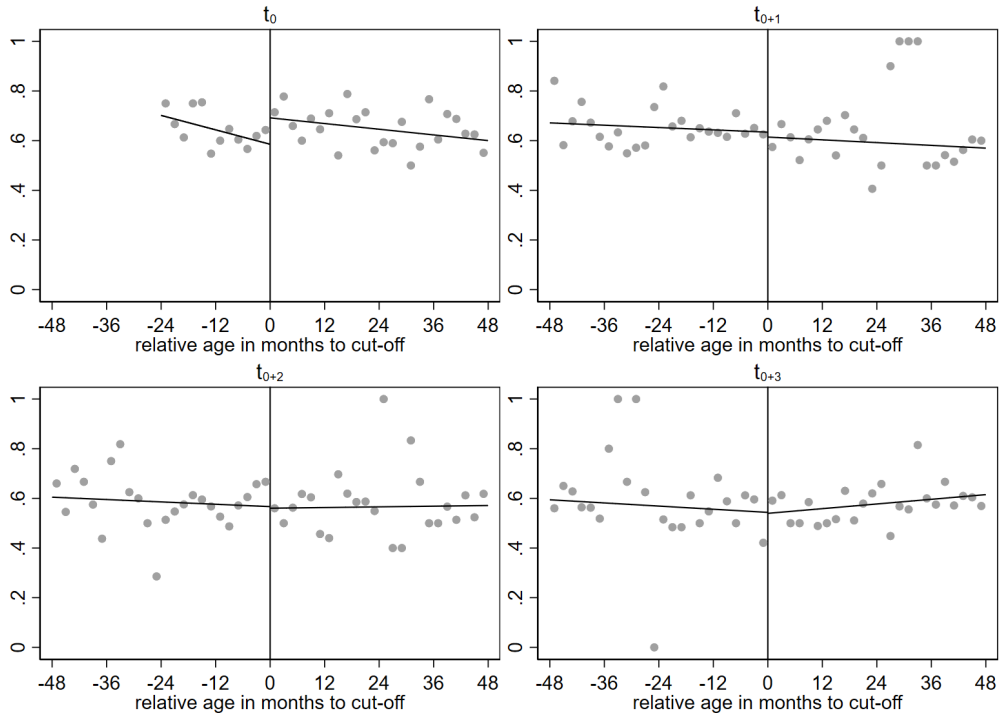 t₀
t₀₊₁
1
.8
.6
.4
.2
0
-48 -36 -24 -12 0 12 24 36 48
relative age in months to cut-off
1
.8
.6
.4
.2
0
-48 -36 -24 -12 0 12 24 36 48
relative age in months to cut-off
t₀₊₂
t₀₊₃
1
.8
.6
.4
.2
0
-48 -36 -24 -12 0 12 24 36 48
relative age in months to cut-off
1
.8
.6
.4
.2
0
-48 -36 -24 -12 0 12 24 36 48
relative age in months to cut-off